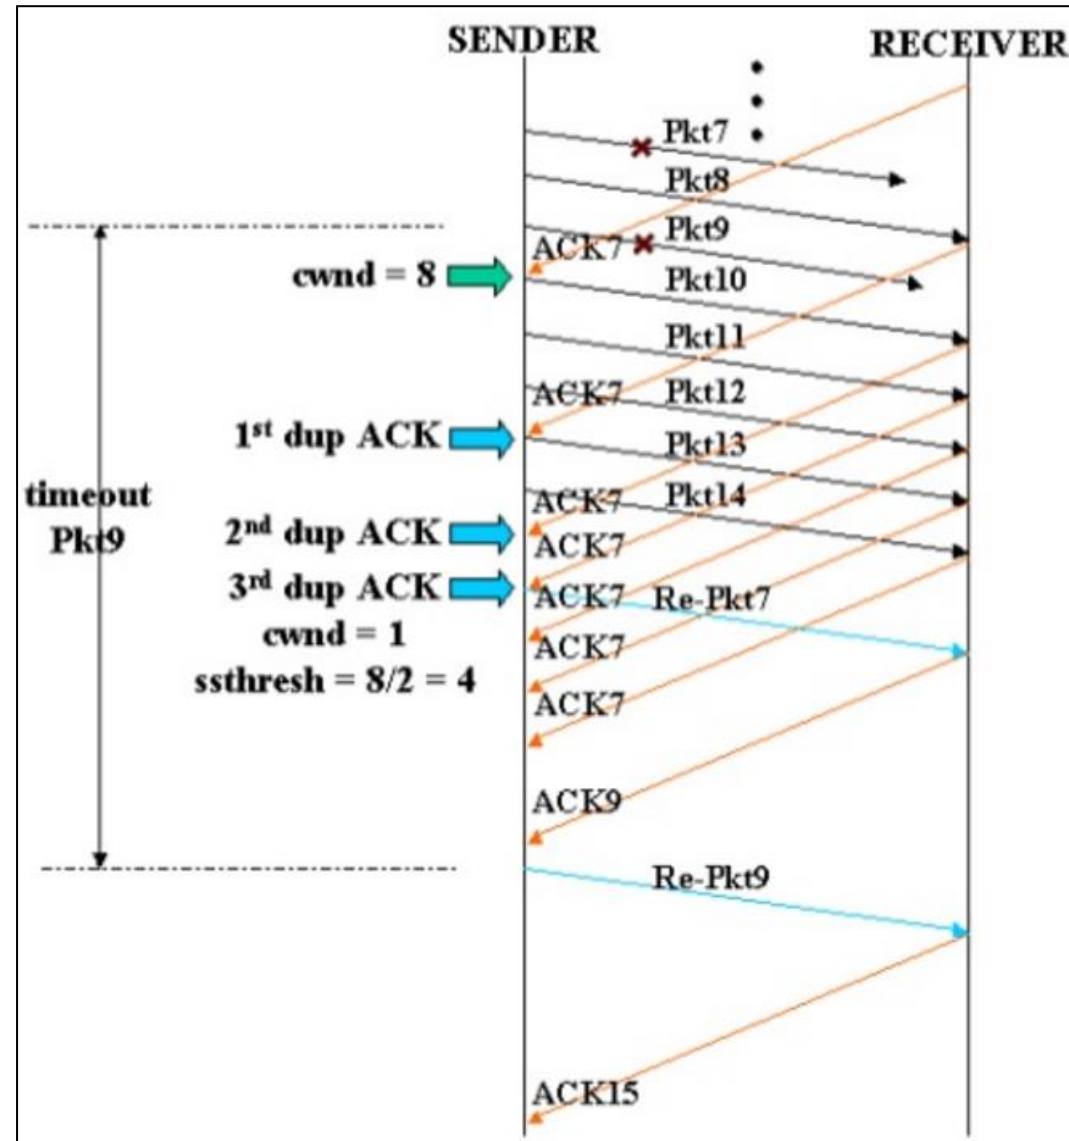 SENDER
RECEIVER
Pkt7
Pkt8
Pkt9
ACK7
cwnd = 8
Pkt10
Pkt11
ACK7
Pkt12
1st dup ACK
Pkt13
timeout
Pkt9
ACK7
Pkt14
2nd dup ACK
ACK7
3rd dup ACK
ACK7
Re-Pkt7
cwnd = 1
ACK7
ssthresh = 8/2 = 4
ACK7
ACK9
Re-Pkt9
ACK15